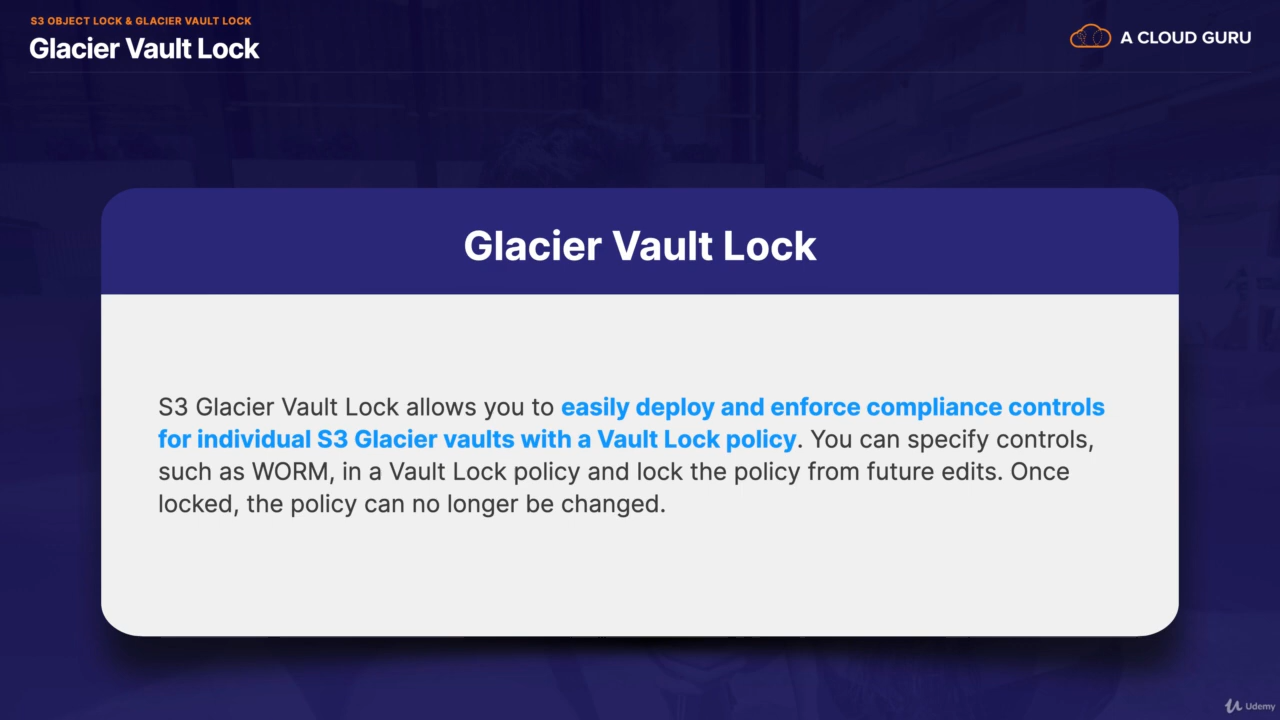 S3 OBJECT LOCK & GLACIER VAULT LOCK
Glacier Vault Lock
A CLOUD GURU
Glacier Vault Lock
S3 Glacier Vault Lock allows you to easily deploy and enforce compliance controls
for individual S3 Glacier vaults with a Vault Lock policy. You can specify controls,
such as WORM, in a Vault Lock policy and lock the policy from future edits. Once
locked, the policy can no longer be changed.
Udemy